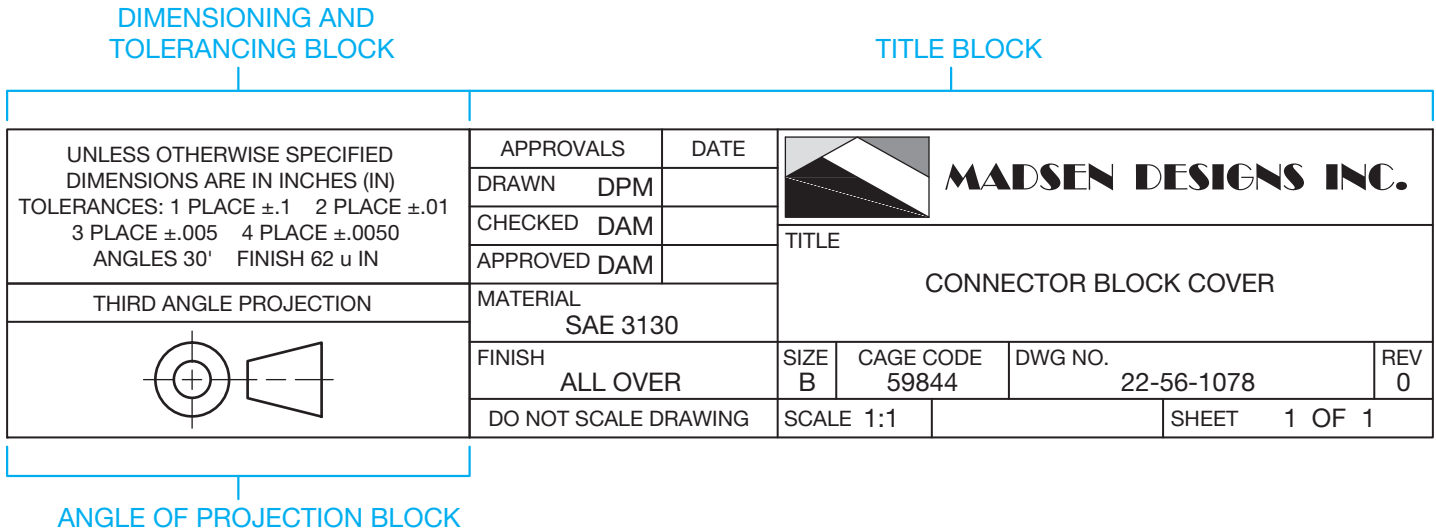 DIMENSIONING AND
TOLERANCING BLOCK
TITLE BLOCK
UNLESS OTHERWISE SPECIFIED
DIMENSIONS ARE IN INCHES (IN)
TOLERANCES: 1 PLACE ±.1 2 PLACE ±.01
3 PLACE ±.005 4 PLACE ±.0050
ANGLES 30' FINISH 62 u IN
THIRD ANGLE PROJECTION
APPROVALS DATE
DRAWN DPM
CHECKED DAM
APPROVED DAM
MATERIAL
SAE 3130
FINISH
ALL OVER
DO NOT SCALE DRAWING
MADSEN DESIGNS INC.
TITLE
CONNECTOR BLOCK COVER
SIZE
B
CAGE CODE
59844
DWG NO.
22-56-1078
REV
0
SCALE 1:1
SHEET 1 OF 1
ANGLE OF PROJECTION BLOCK